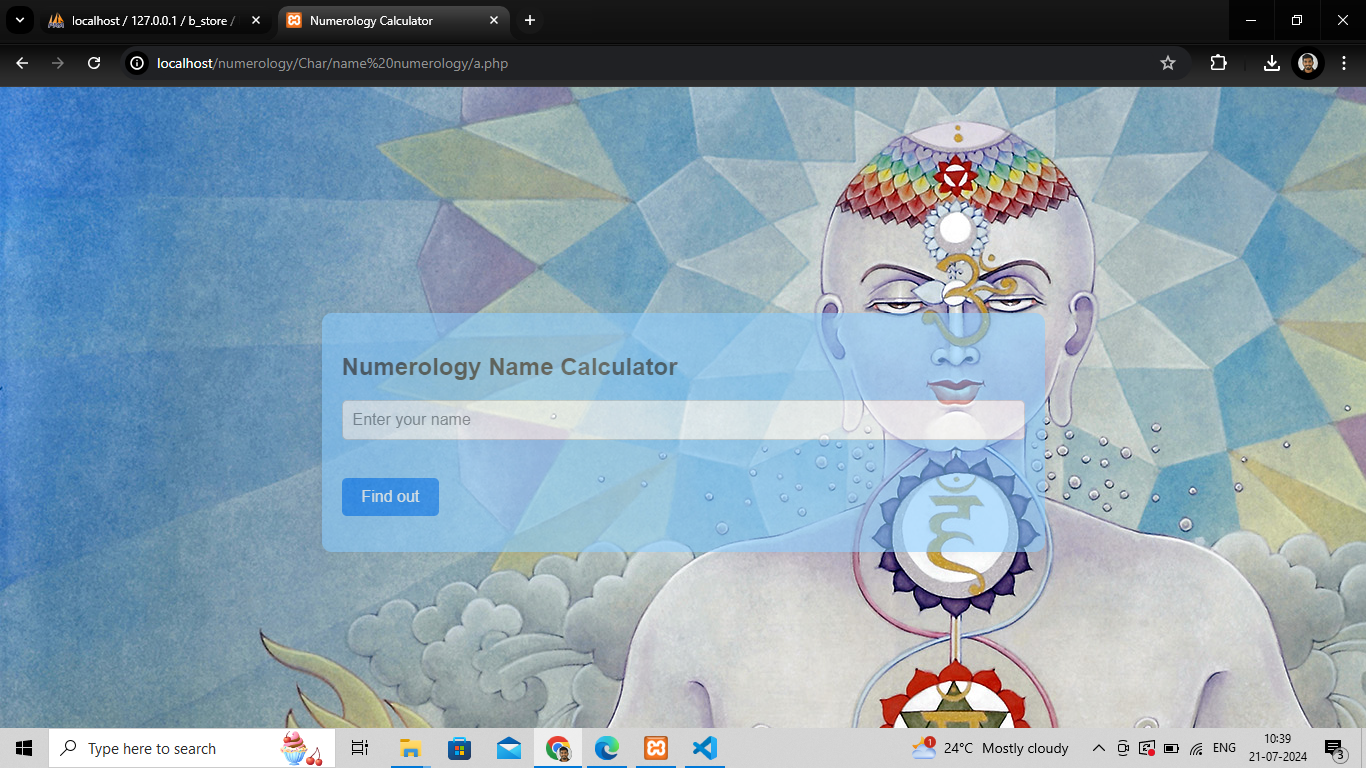 localhost / 127.0.0.1 / b_store /
Numerology Calculator
localhost/numerology/Char/name%20numerology/a.php
ॐ
हं
Numerology Name Calculator
Enter your name
Find out
Type here to search
1
24°C Mostly cloudy
ENG
10:39
21-07-2024
3